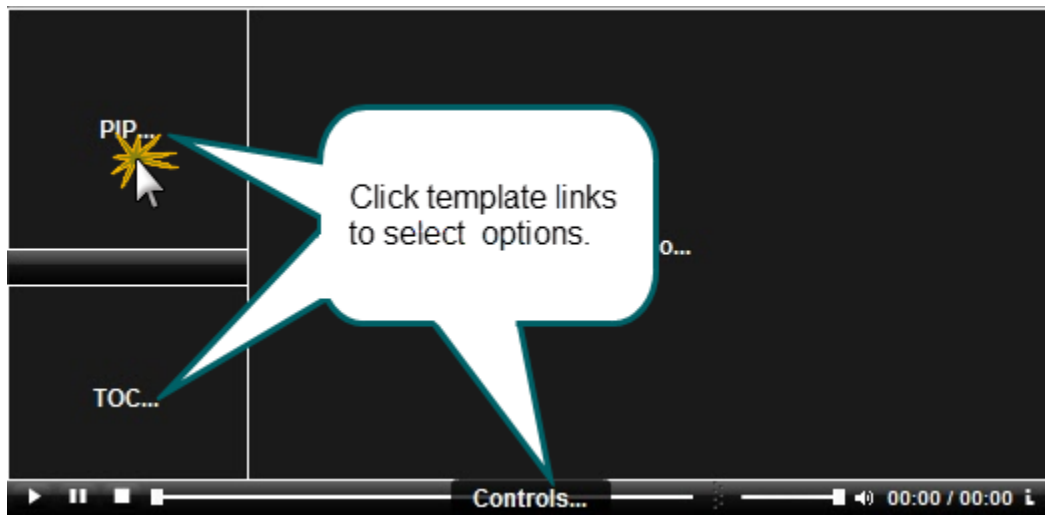 PIP...
Click template links
to select options.
o...
TOC...
Controls...
00:00 / 00:00 i